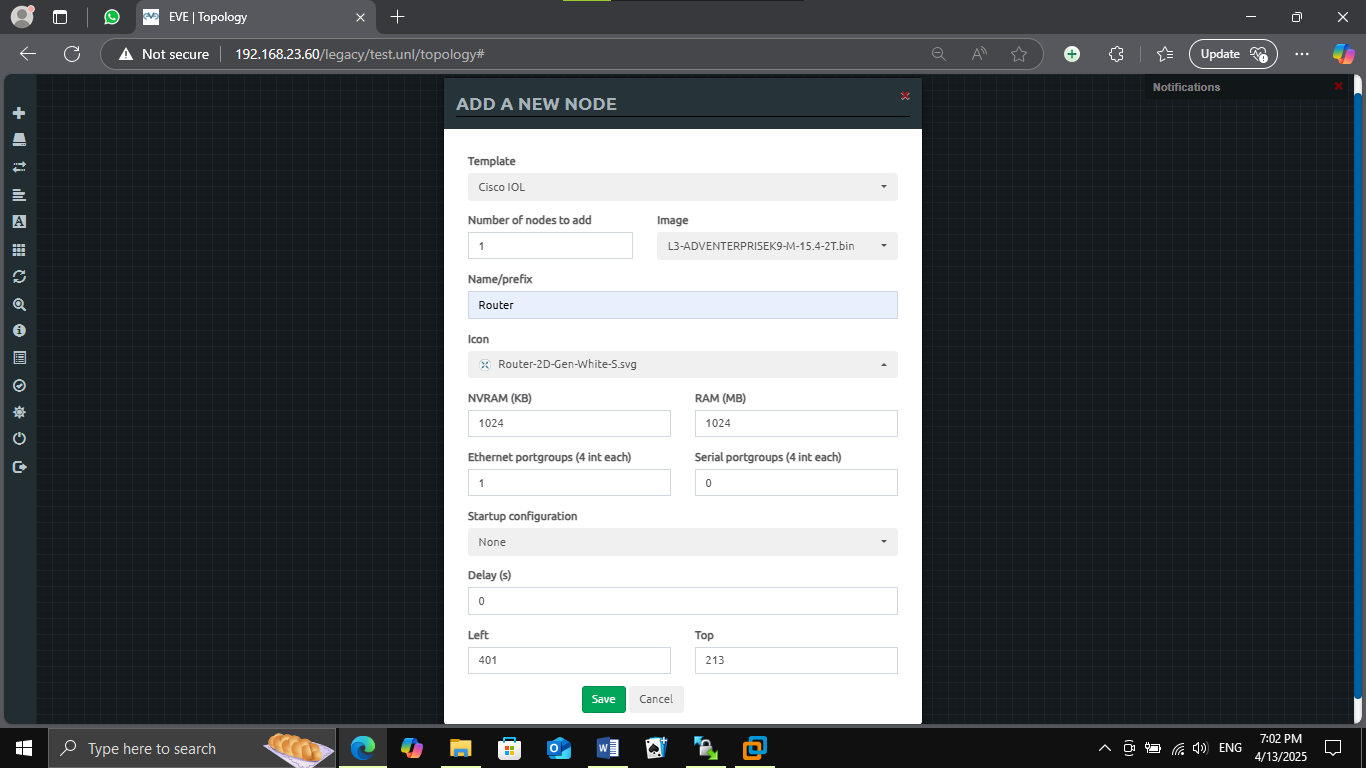 EVE | Topology
Not secure
192.168.23.60/legacy/test.unl/topology#
Update
ADD A NEW NODE
Notifications
Template
Cisco IOL
Number of nodes to add
Image
1
L3-ADVENTERPRISEK9-M-15.4-2T.bin
Name/prefix
Router
Icon
Router-2D-Gen-White-S.svg
NVRAM (KB)
RAM (MB)
1024
1024
Ethernet portgroups (4 int each)
Serial portgroups (4 int each)
1
0
Startup configuration
None
Delay (s)
0
Left
Top
401
213
Save
Cancel
Type here to search
ENG
7:02 PM
4/13/2025